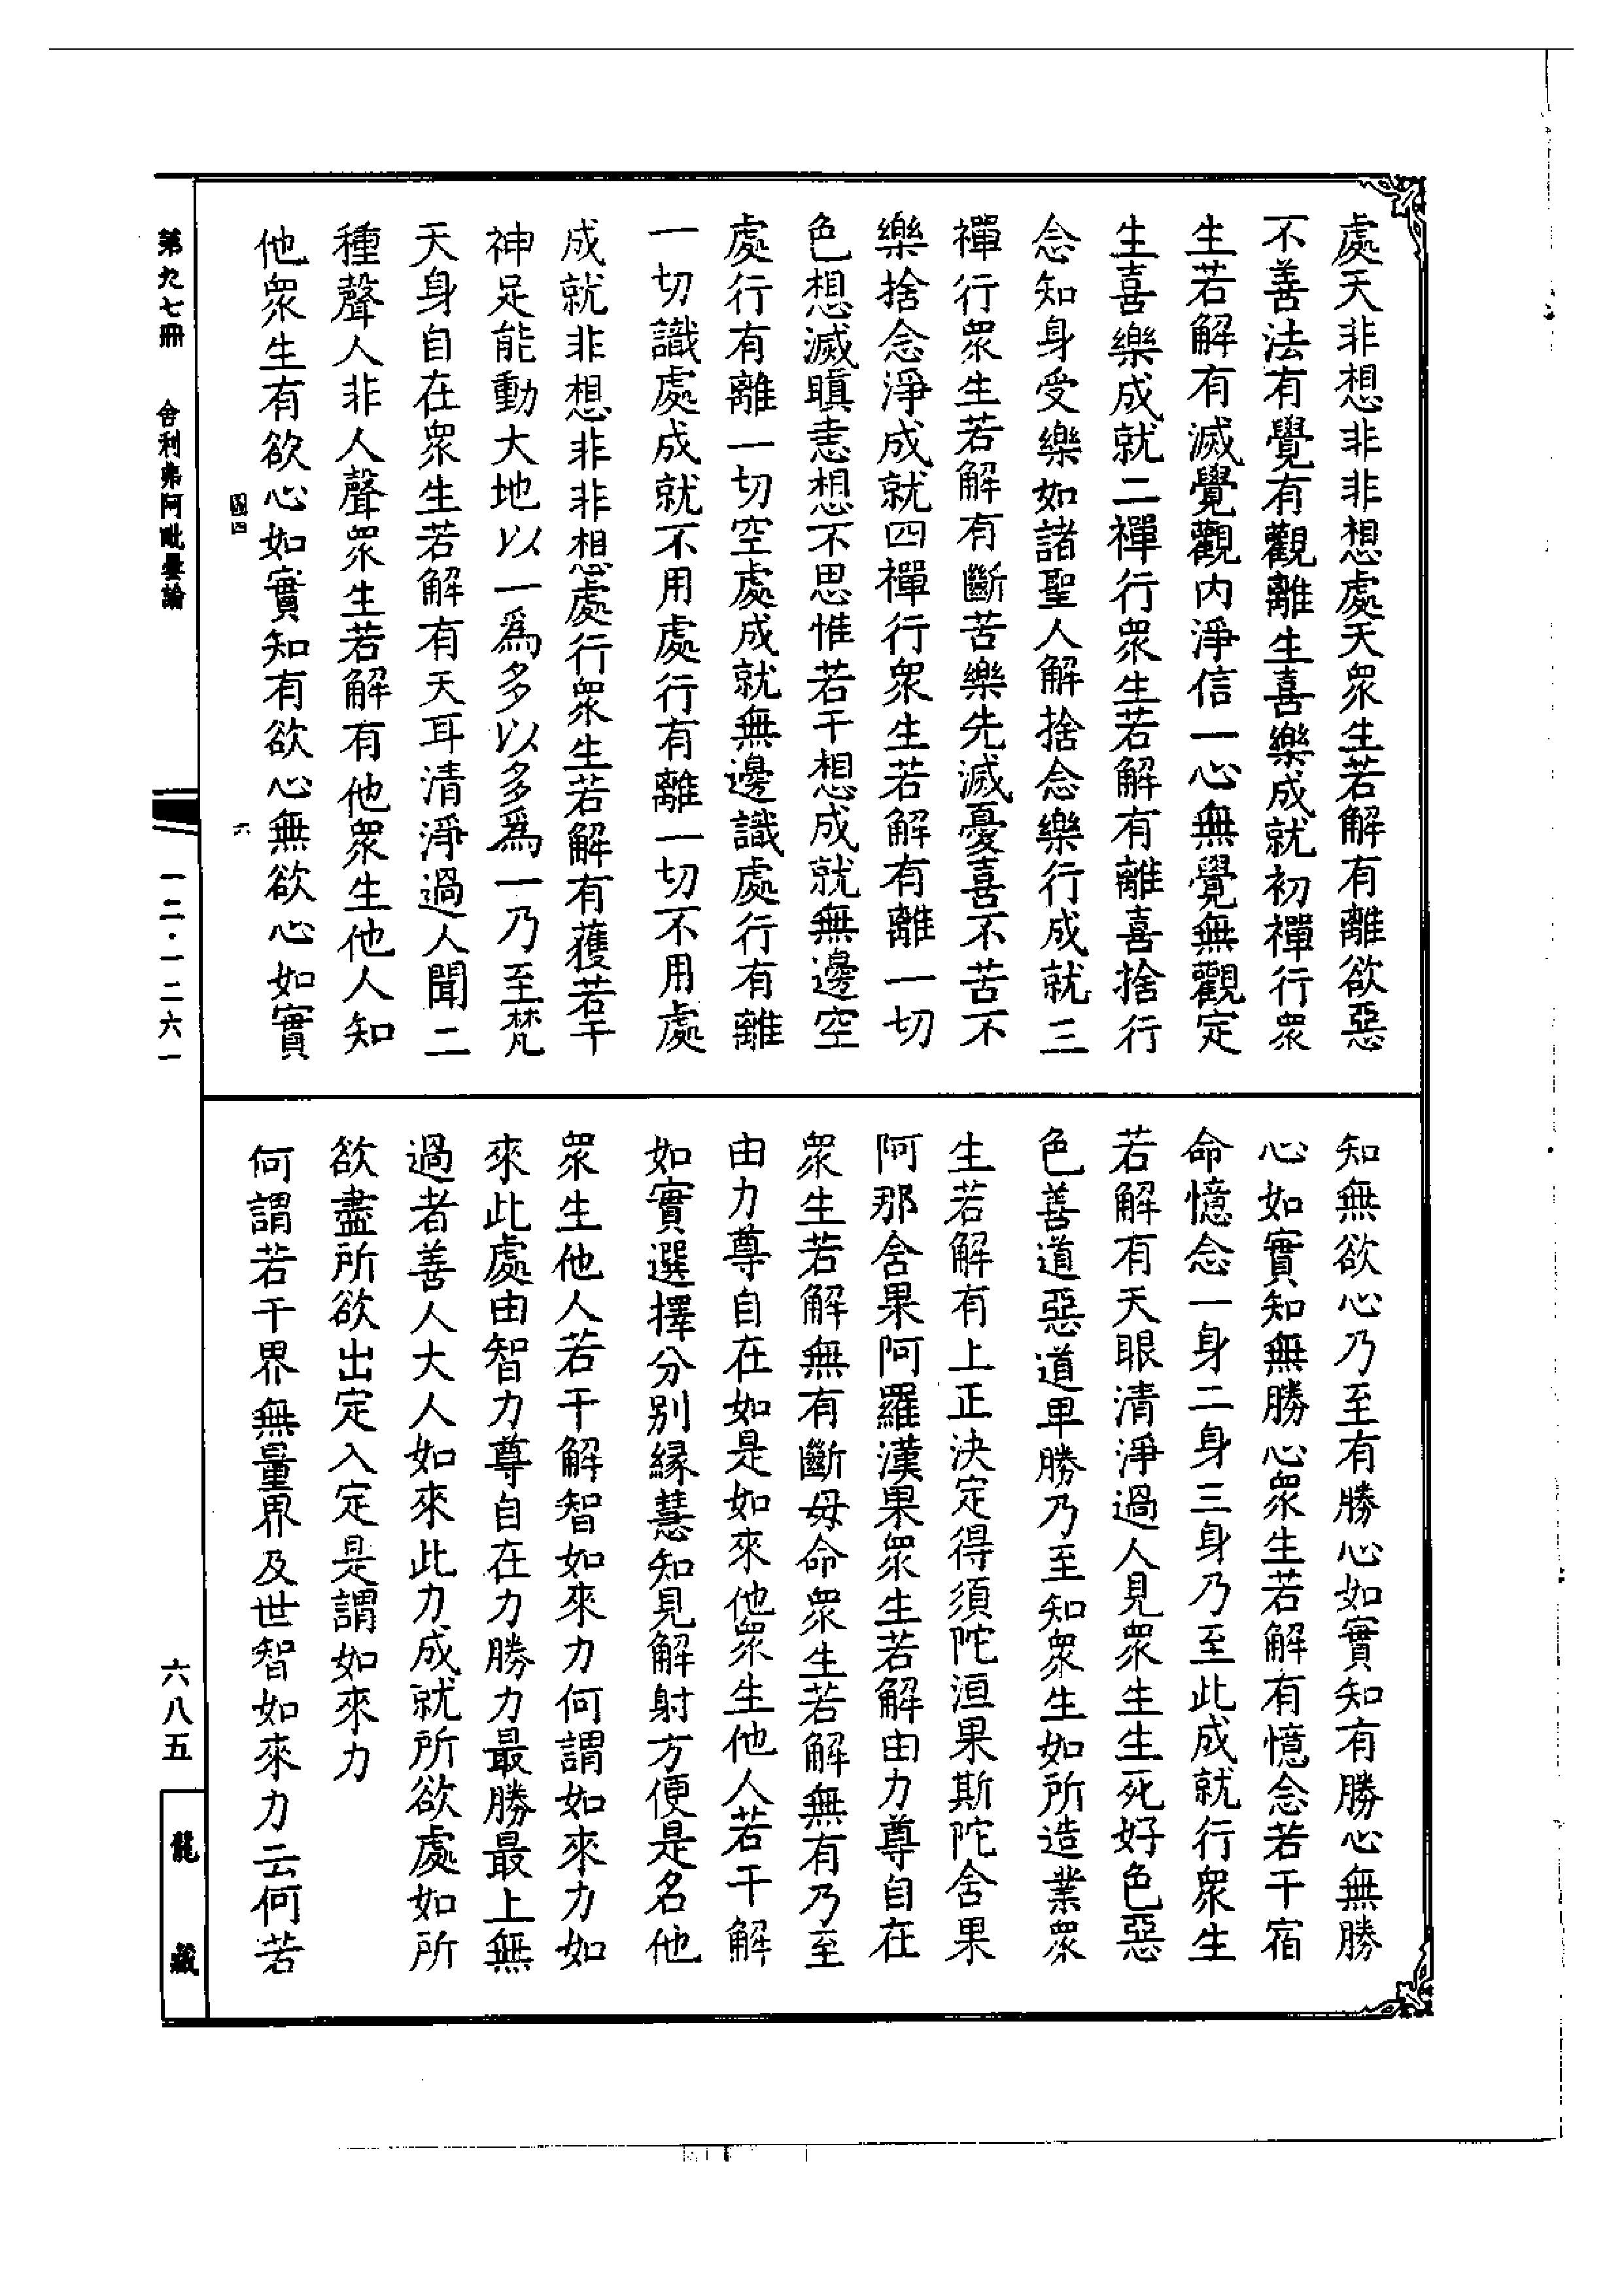 處天非想非非想處天眾生若解有離欲惡
不善法有覺有觀離生喜樂成就初禪行眾
生若解有滅覺觀內淨信一心無覺無觀定
生喜樂成就二禪行眾生若解有離喜捨行
念知身受樂如諸聖人解捨念樂行成就三
禪行眾生若解有斷苦樂先滅憂喜不苦不
樂捨念淨成就四禪行眾生若解有離一切
色想滅瞋恚想不思惟若干想成就無邊空
處行有離一切空處成就無邊識處行有離
一切識處成就不用處行有離一切不用處
成就非想非非想處行眾生若解有獲若干
神足能動大地以一為多以多為一乃至梵
天身自在眾生若解有天耳清淨過人聞二
種聲人非人聲眾生若解有他眾生他人知
他眾生有欲心如實知有欲心無欲心如實
知無欲心乃至有勝心如實知有勝心無勝
心如實知無勝心眾生若解有憶念若干宿
命憶念一身二身三身乃至此成就行眾生
若解有天眼清淨過人見眾生生死好色惡
色善道惡道卑勝乃至知眾生如所造業眾
生若解有上正決定得須陀洹果斯陀含果
阿那含果阿羅漢果眾生若解由力尊自在
眾生若解無有斷母命眾生若解無有乃至
由力尊自在如是如來他眾生他人若干解
如實選擇分別緣慧知見解射方便是名他
眾生他人若干解智如來力何謂如來力如
來此處由智力尊自在力勝力最勝最上無
過者善人大人如來此力成就所欲處如所
欲盡所欲出定入定是謂如來力
何謂若干界無量界及世智如來力云何若
第九七冊 舍利弗阿毗曇論
國四 六
一二·一二六一
六八五
龍藏